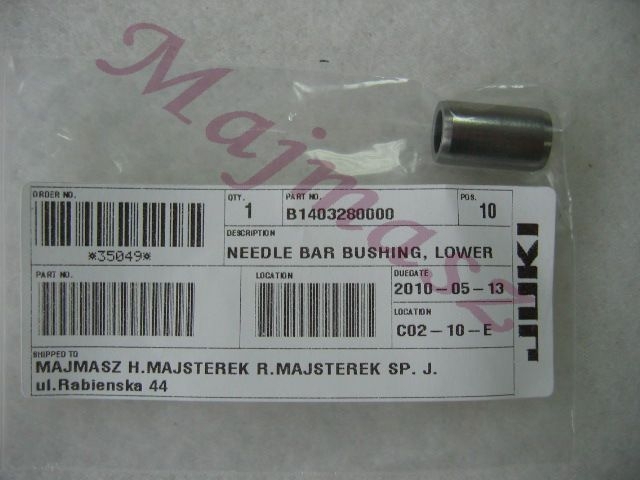 Majmasz
ORDER NO.
*35049*
QTY.
1
PART NO.
B1403280000
POS.
10
DESCRIPTION
NEEDLE BAR BUSHING, LOWER
PART NO.
LOCATION
DUEGATE
2010-05-13
LOCATION
C02-10-E
SHIPPED TO
MAJMASZ H.MAJSTEREK R.MAJSTEREK SP. J.
ul.Rabienska 44
JUKI